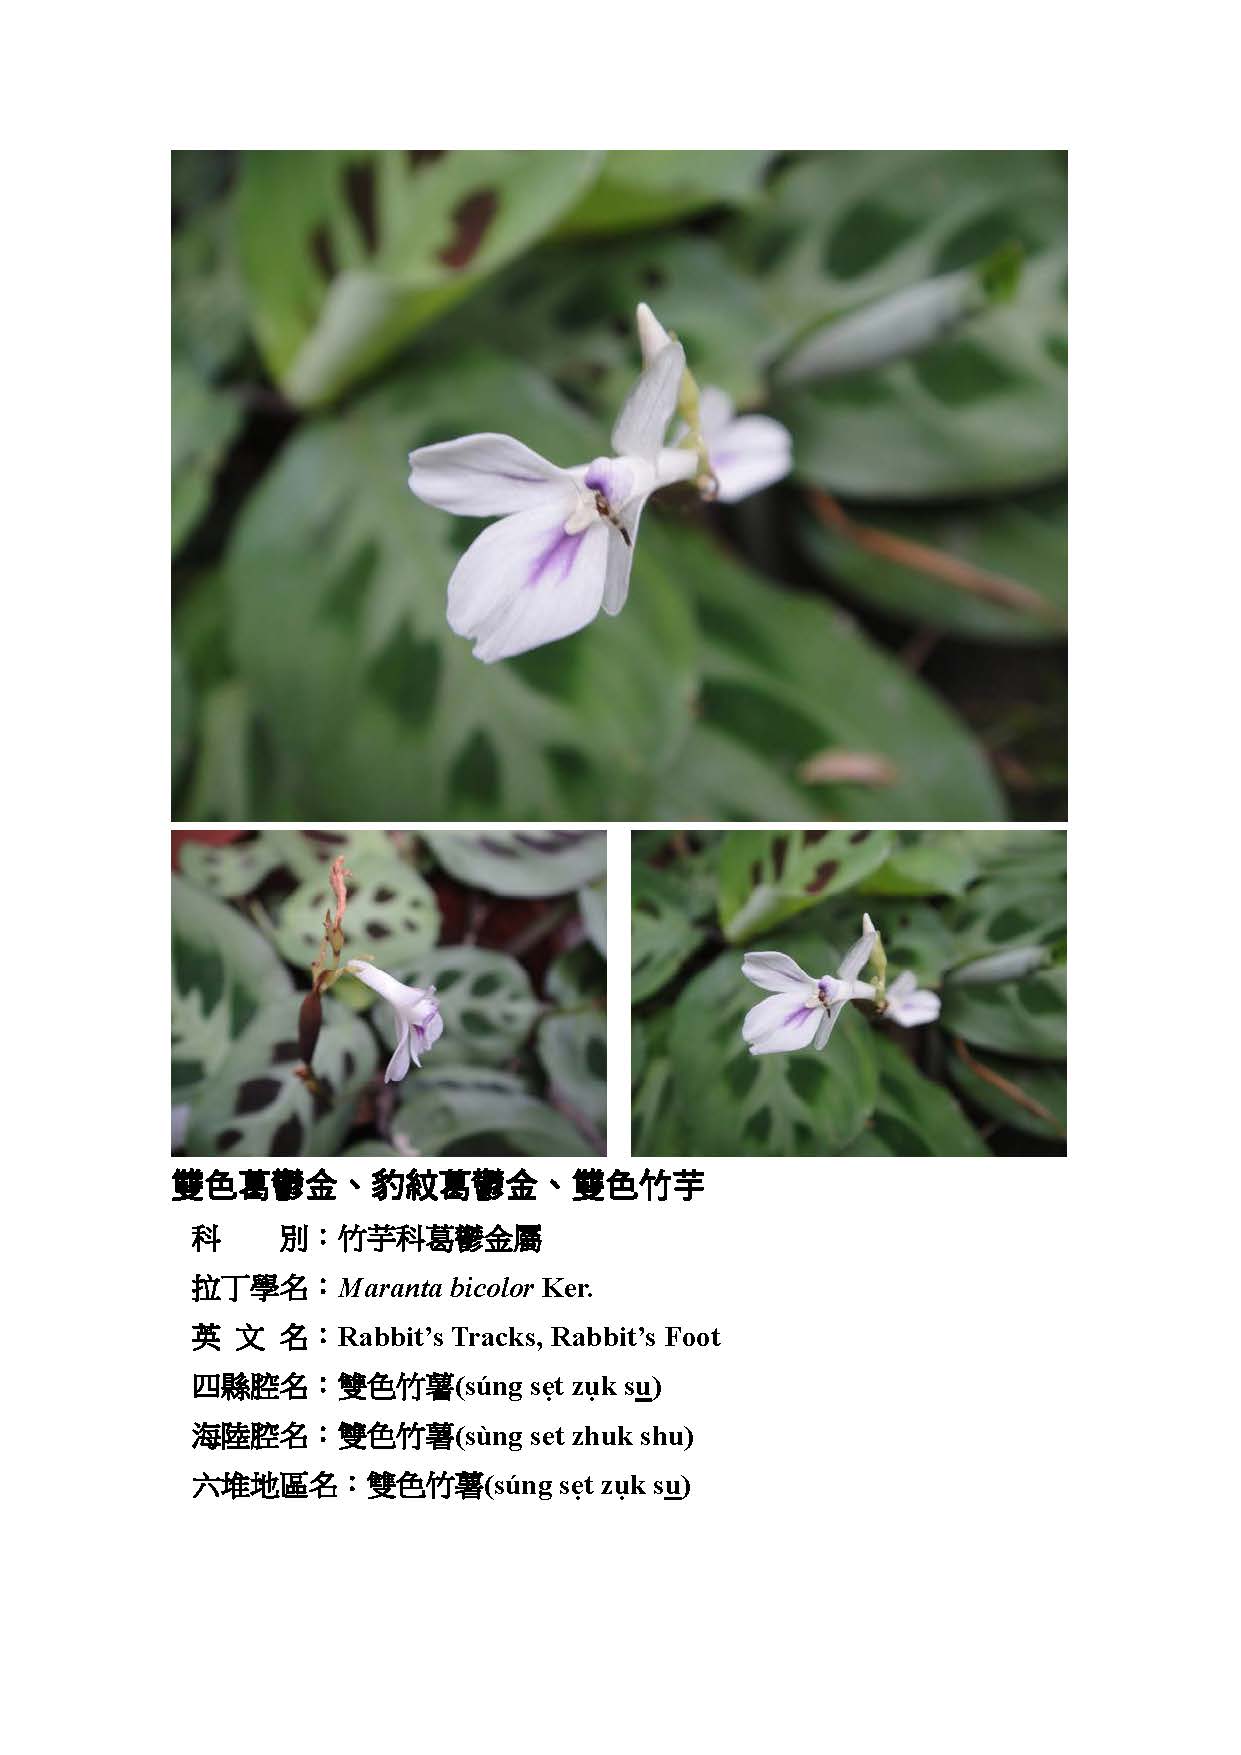 雙色葛鬱金、豹紋葛鬱金、雙色竹芋
科　　別：竹芋科葛鬱金屬
拉丁學名：Maranta bicolor Ker.
英 文 名：Rabbit’s Tracks, Rabbit’s Foot
四縣腔名：雙色竹薯(súng sẹt zụk su̲)
海陸腔名：雙色竹薯(sùng set zhuk shu)
六堆地區名：雙色竹薯(súng sẹt zụk su̲)